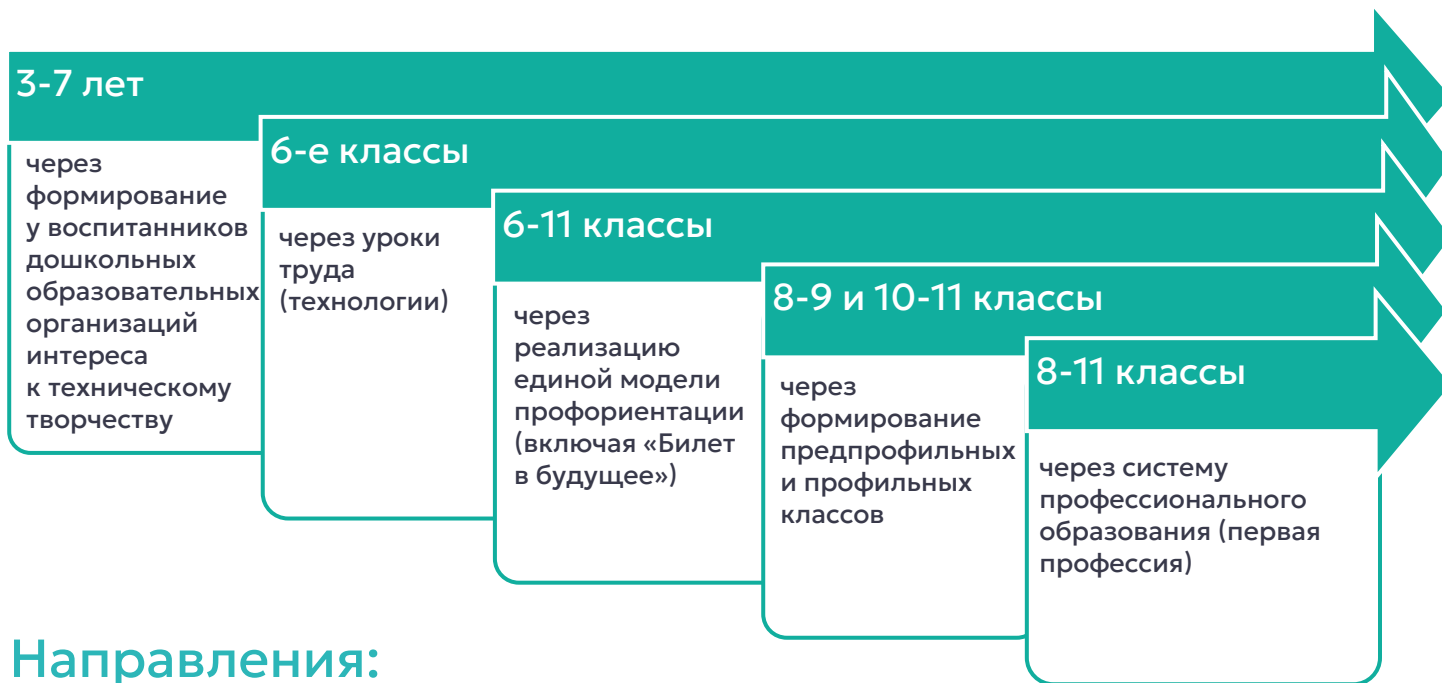 3-7 лет
через
формирование
у воспитанников
дошкольных
образовательных
организаций
интереса
к техническому
творчеству
6-е классы
через уроки
труда
(технологии)
6-11 классы
через
реализацию
единой модели
профориентации
(включая «Билет
в будущее»)
8-9 и 10-11 классы
через
формирование
предпрофильных
и профильных
классов
8-11 классы
через систему
профессионального
образования (первая
профессия)
Направления: